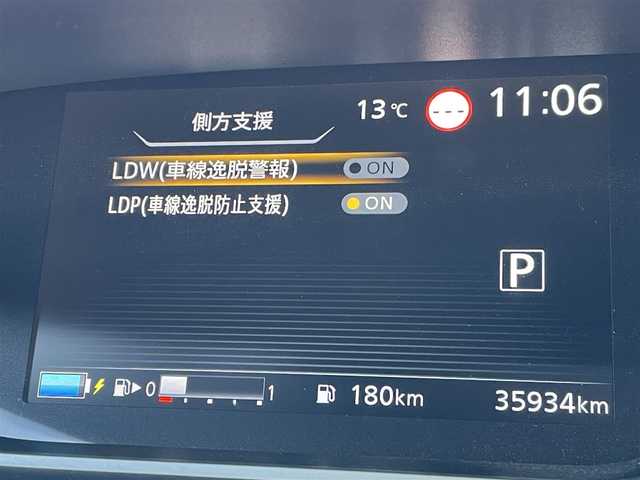 側方支援 13℃ --- 11:06
LDW(車線逸脱警報) ON
LDP(車線逸脱防止支援) ON
P
0 1 180km 35934km